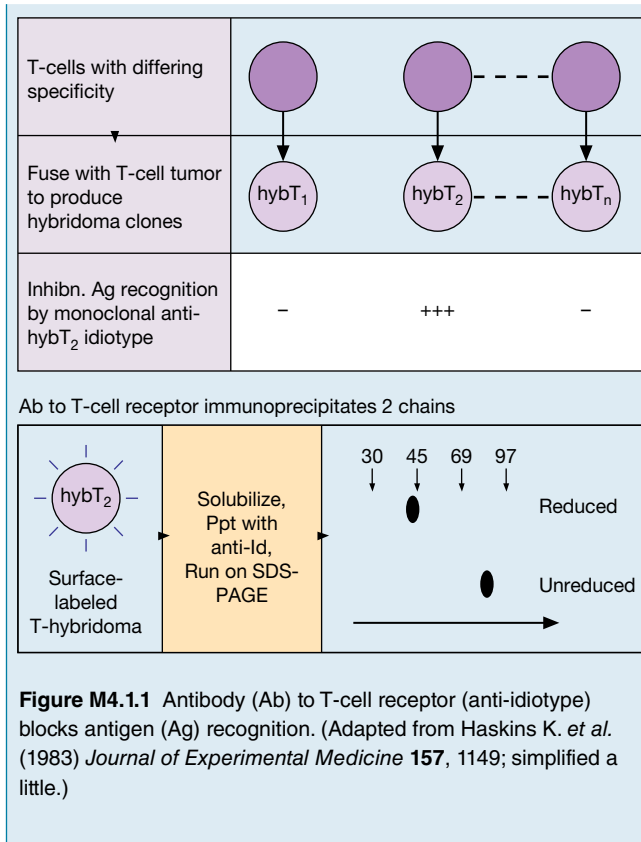 T-cells with differing
specificity
Fuse with T-cell tumor
to produce
hybridoma clones
hybT1 hybT2 hybTn
Inhibn. Ag recognition
by monoclonal anti-
hybT2 idiotype
– +++ –
Ab to T-cell receptor immunoprecipitates 2 chains
hybT2
Surface-
labeled
T-hybridoma
Solubilize,
Ppt with
anti-Id,
Run on SDS-
PAGE
30 45 69 97
Reduced
Unreduced
Figure M4.1.1 Antibody (Ab) to T-cell receptor (anti-idiotype)
blocks antigen (Ag) recognition. (Adapted from Haskins K. et al.
(1983) Journal of Experimental Medicine 157, 1149; simplified a
little.)